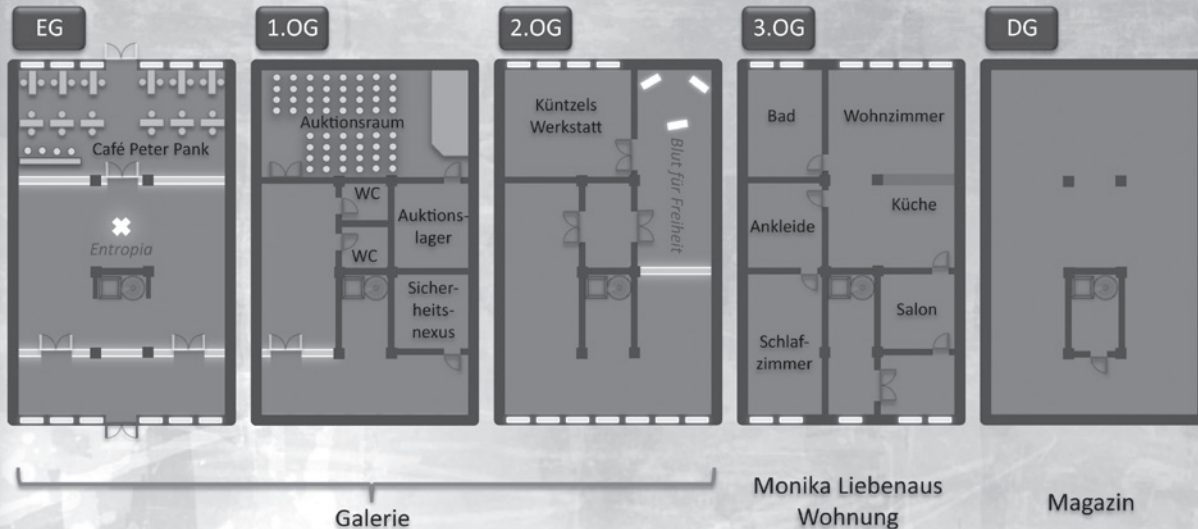 EG
1.OG
2.OG
3.OG
DG
Café Peter Pank
Entropia
Auktionsraum
WC
WC
Auktions-
lager
Sicher-
heits-
nexus
Küntzels
Werkstatt
Blut für Freiheit
Bad
Wohnzimmer
Ankleide
Küche
Schlaf-
zimmer
Salon
Galerie
Monika Liebenaus
Wohnung
Magazin